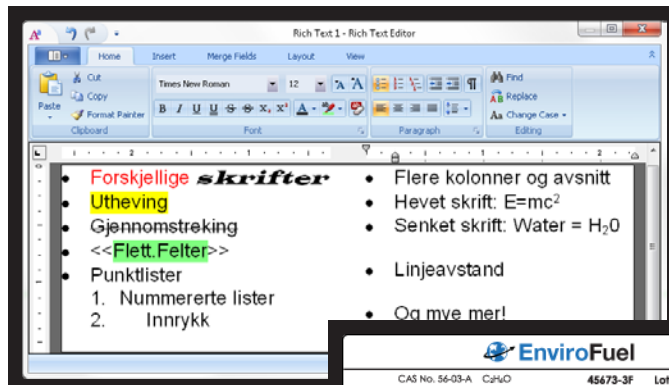 Rich Text 1 - Rich Text Editor
Home Insert Merge Fields Layout View
Paste
Cut
Copy
Format Painter
Clipboard
Times New Roman 12
B I U U S S X₂ X² A
Font
Paragraph
Find
Replace
Change Case
Editing
Forskjellige skrifter
Utheving
Gjennomstreking
<<Flett.Felter>>
Punktlister
1. Nummererte lister
2. Innrykk
Flere kolonner og avsnitt
Hevet skrift: E=mc²
Senket skrift: Water = H₂0
Linjeavstand
Og mye mer!
EnviroFuel
CAS No. 56-03-A C₂H₆O 45673-3F Lot